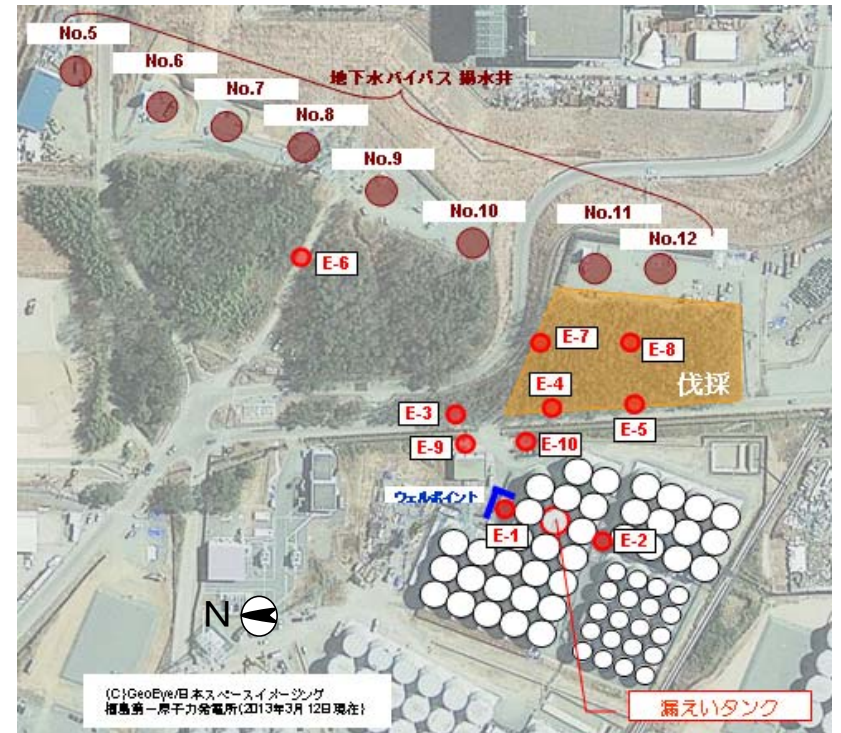 No.5
No.6
No.7
No.8
地下水バイパス 揚水井
No.9
No.10
No.11
No.12
E-6
E-7
E-8
伐採
E-4
E-3
E-5
E-9
E-10
ウェルポイント
E-1
E-2
N
(C)GeoEye/日本スペースイメージング
福島第一原子力発電所(2013年3月12日現在)
漏えいタンク